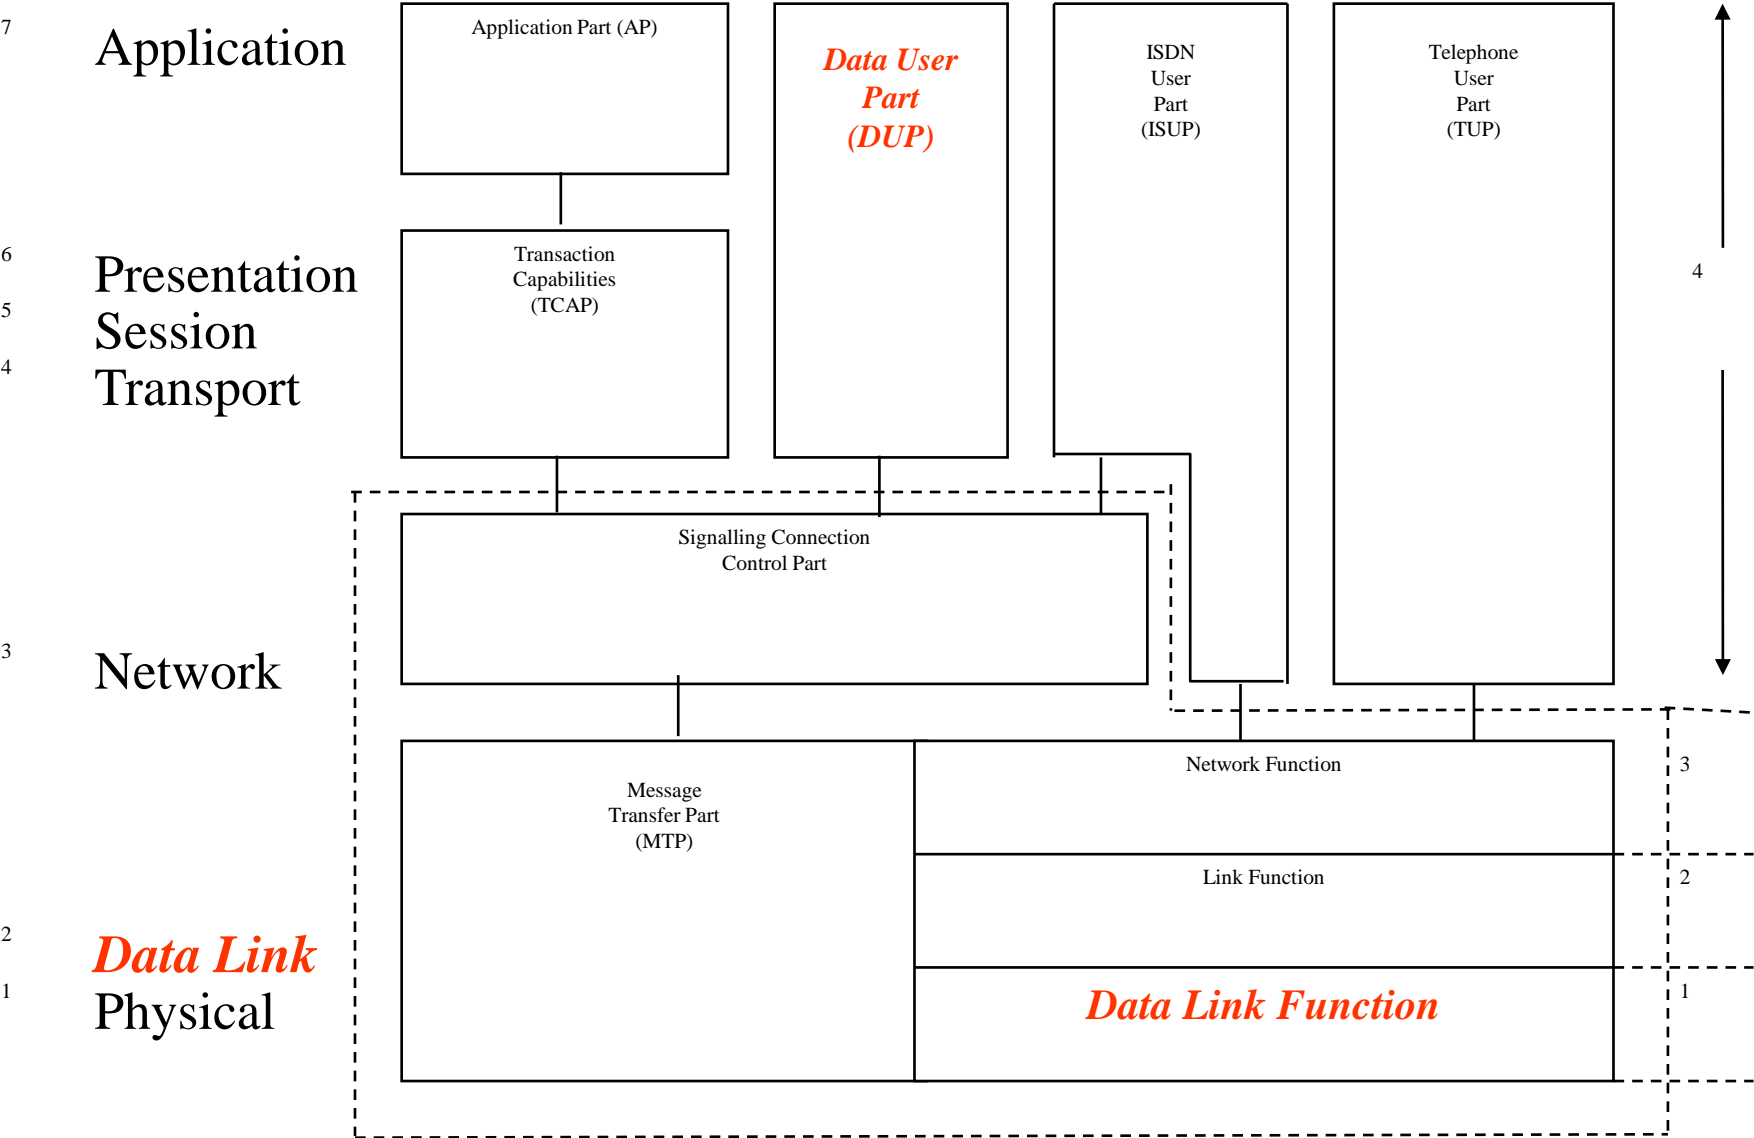 7
Application
Application Part (AP)
Data User
Part
(DUP)
ISDN
User
Part
(ISUP)
Telephone
User
Part
(TUP)
6
Presentation
5
Session
4
Transport
Transaction
Capabilities
(TCAP)
4
Signalling Connection
Control Part
3
Network
Message
Transfer Part
(MTP)
Network Function
3
Link Function
2
2
Data Link
1
Physical
Data Link Function
1